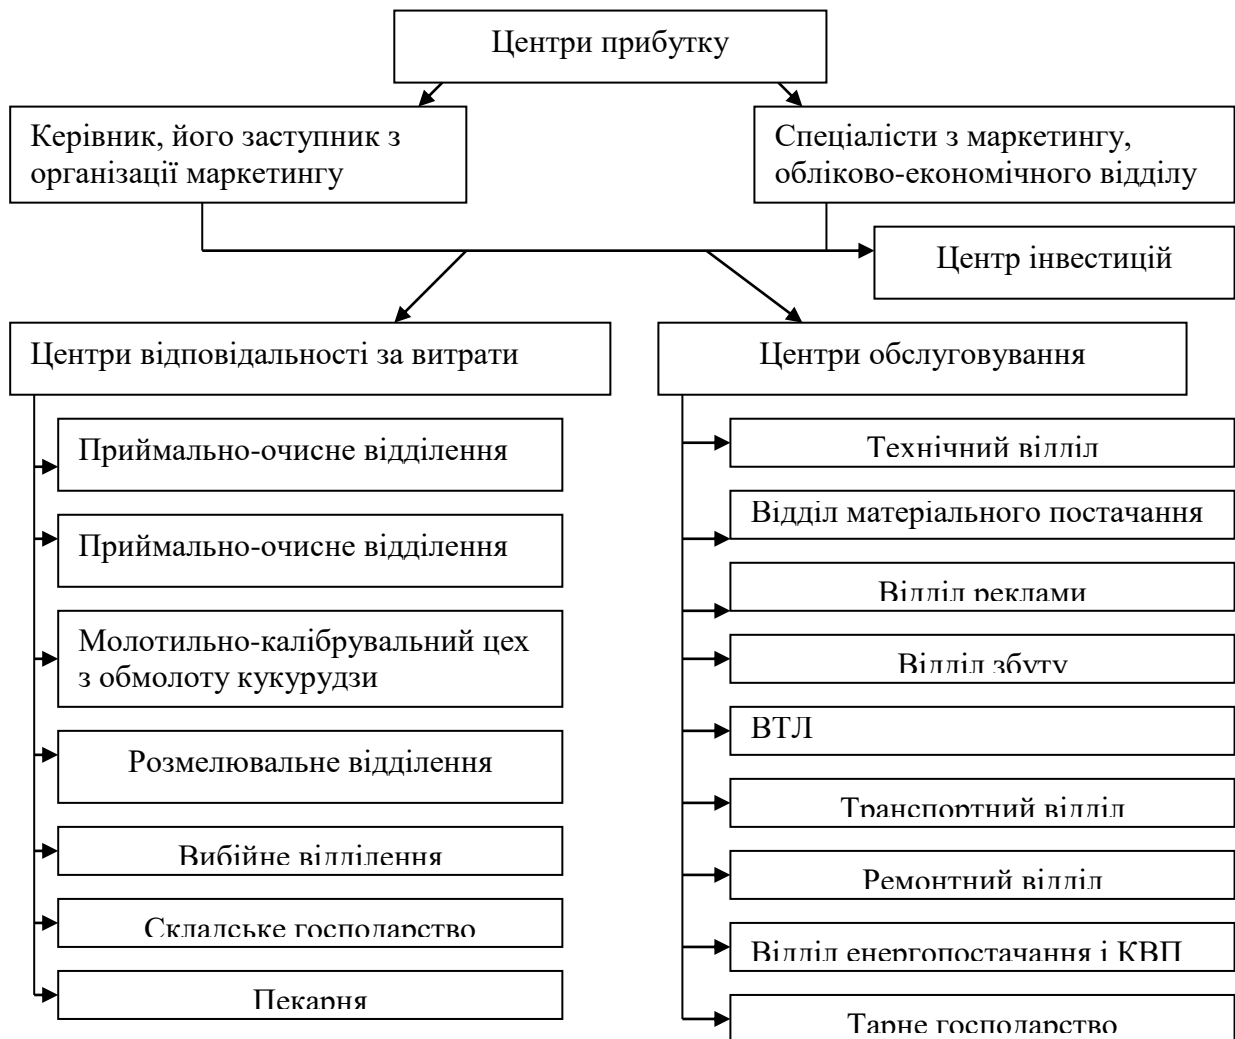 Центри прибутку
Керівник, його заступник з
організації маркетингу
Спеціалісти з маркетингу,
обліково-економічного відділу
Центр інвестицій
Центри відповідальності за витрати
Приймально-очисне відділення
Приймально-очисне відділення
Молотильно-калібрувальний цех
з обмолоту кукурудзи
Розмелювальне відділення
Вибійне відділення
Складське господарство
Пекарня
Центри обслуговування
Технічний відділ
Відділ матеріального постачання
Відділ реклами
Відділ збуту
ВТЛ
Транспортний відділ
Ремонтний відділ
Відділ енергопостачання і КВП
Тарне господарство